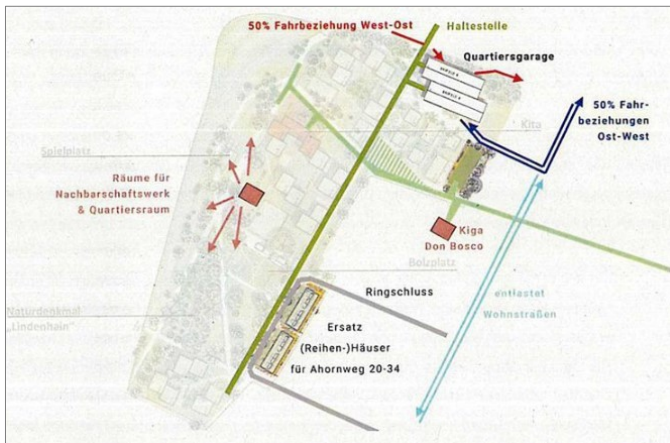 50% Fahrbeziehung West-Ost
Haltestelle
Quartiersgarage
50% Fahr-
beziehungen
Ost-West
Kita
Spielplatz
Räume für
Nachbarschaftswerk
& Quartiersraum
Kiga
Don Bosco
Bolzplatz
Ringschluss
entlastet
Wohnstraßen
Naturdenkmal
„Lindenhain"
Ersatz
(Reihen-)Häuser
für Ahornweg 20-34